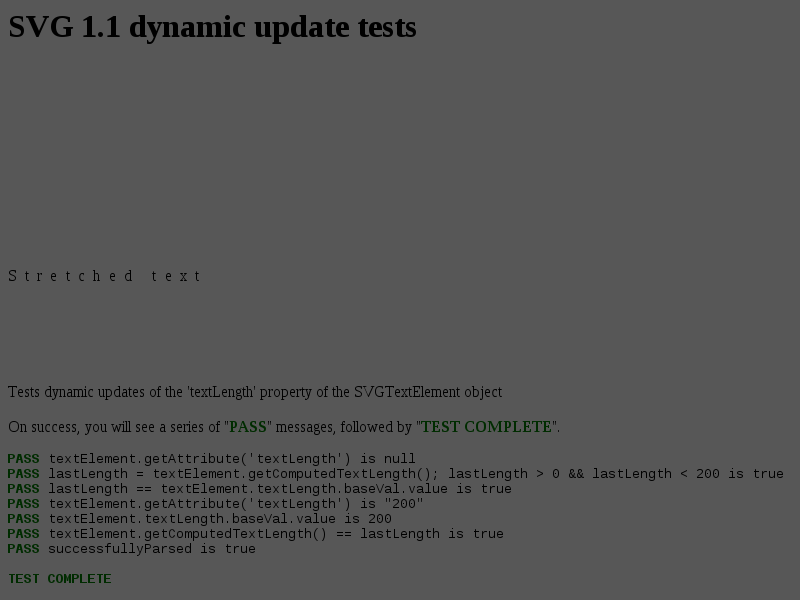 SVG 1.1 dynamic update tests
S t r e t c h e d   t e x t
Tests dynamic updates of the 'textLength' property of the SVGTextElement object
On success, you will see a series of "PASS" messages, followed by "TEST COMPLETE".
PASS textElement.getAttribute('textLength') is null
PASS lastLength = textElement.getComputedTextLength(); lastLength > 0 && lastLength < 200 is true
PASS lastLength == textElement.textLength.baseVal.value is true
PASS textElement.getAttribute('textLength') is "200"
PASS textElement.textLength.baseVal.value is 200
PASS textElement.getComputedTextLength() == lastLength is true
PASS successfullyParsed is true
TEST COMPLETE